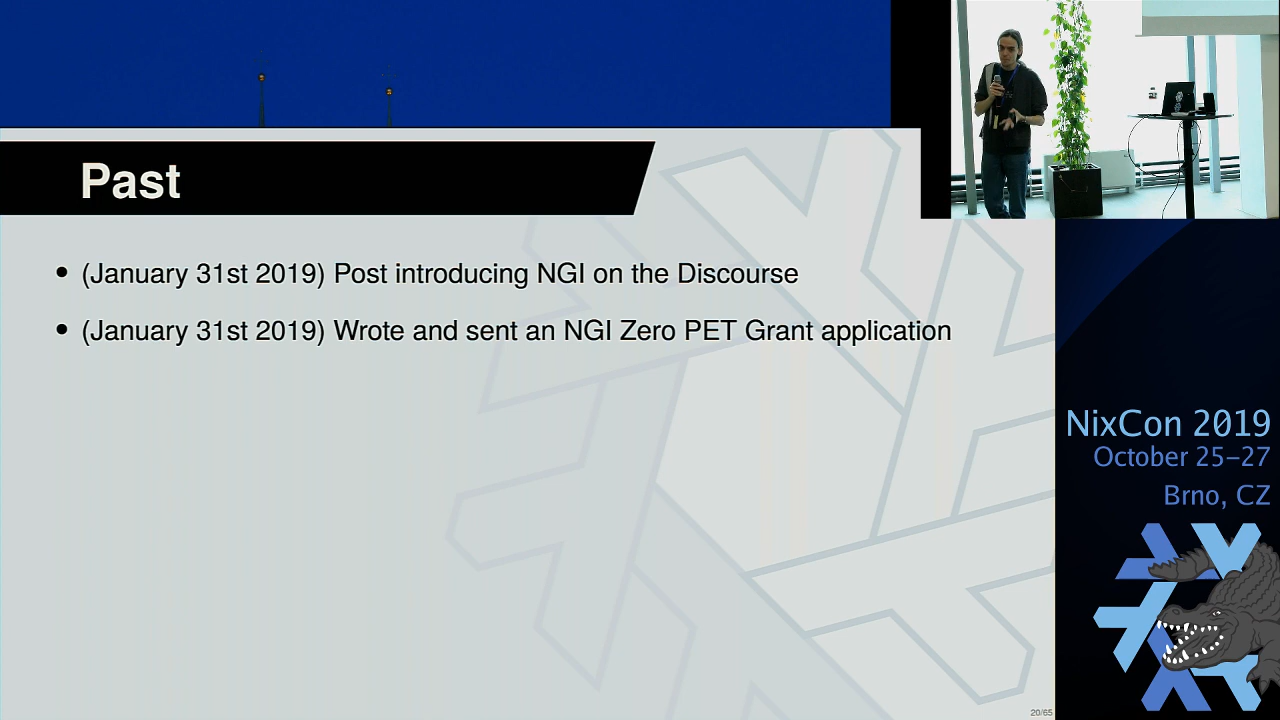 Past
(January 31st 2019) Post introducing NGI on the Discourse
(January 31st 2019) Wrote and sent an NGI Zero PET Grant application
20/65
NixCon 2019
October 25–27
Brno, CZ